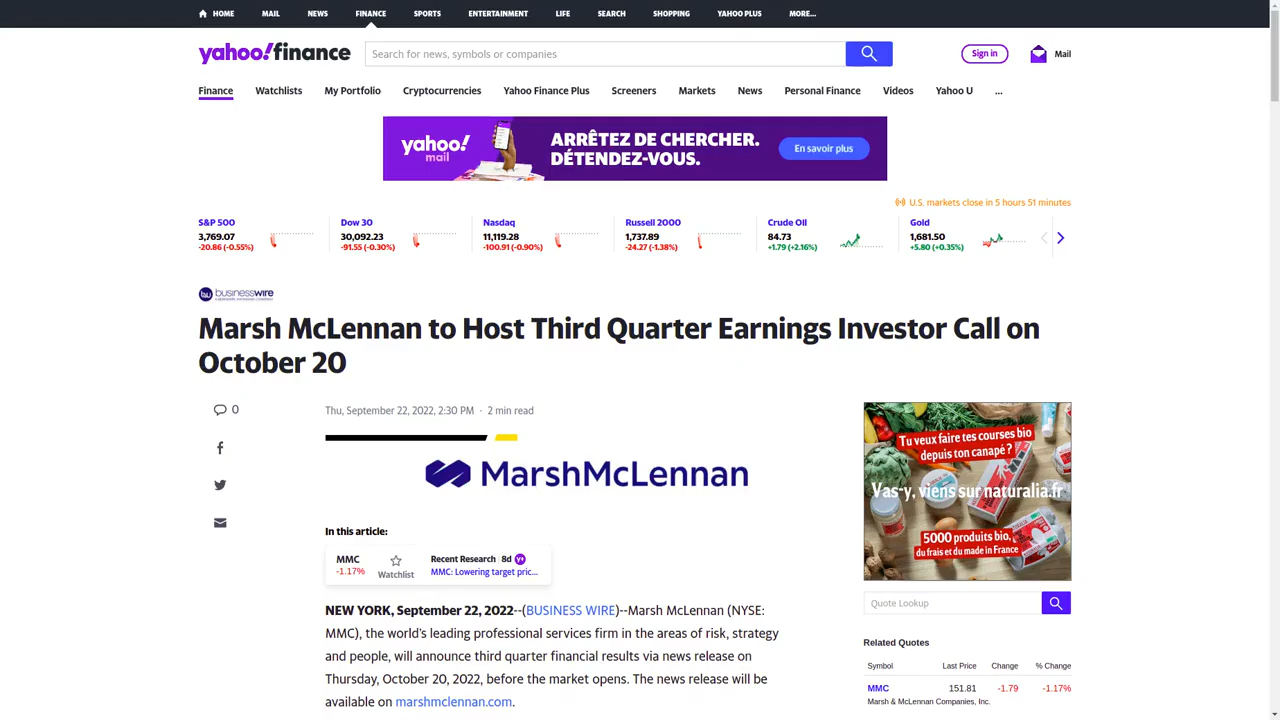 HOME MAIL NEWS FINANCE SPORTS ENTERTAINMENT LIFE SEARCH SHOPPING YAHOO PLUS MORE...
yahoo!finance Search for news, symbols or companies Sign in Mail
Finance Watchlists My Portfolio Cryptocurrencies Yahoo Finance Plus Screeners Markets News Personal Finance Videos Yahoo U ...
yahoo!
mail
ARRÊTEZ DE CHERCHER.
DÉTENDEZ-VOUS.
En savoir plus
U.S. markets close in 5 hours 51 minutes
S&P 500
3,769.07
-20.86 (-0.55%)
Dow 30
30,092.23
-91.55 (-0.30%)
Nasdaq
11,119.28
-100.91 (-0.90%)
Russell 2000
1,737.89
-24.27 (-1.38%)
Crude Oil
84.73
+1.79 (+2.16%)
Gold
1,681.50
+5.80 (+0.35%)
businesswire
Marsh McLennan to Host Third Quarter Earnings Investor Call on
October 20
0
Thu, September 22, 2022, 2:30 PM · 2 min read
MarshMcLennan
In this article:
MMC
-1.17%
Watchlist
Recent Research 8d Y+
MMC: Lowering target pric...
NEW YORK, September 22, 2022--(BUSINESS WIRE)--Marsh McLennan (NYSE:
MMC), the world's leading professional services firm in the areas of risk, strategy
and people, will announce third quarter financial results via news release on
Thursday, October 20, 2022, before the market opens. The news release will be
available on marshmclennan.com.
Tu veux faire tes courses bio
depuis ton canapé ?
Vas-y, viens sur naturalia.fr
5000 produits bio,
du frais et du made in France
Quote Lookup
Related Quotes
Symbol Last Price Change % Change
MMC 151.81 -1.79 -1.17%
Marsh & McLennan Companies, Inc.